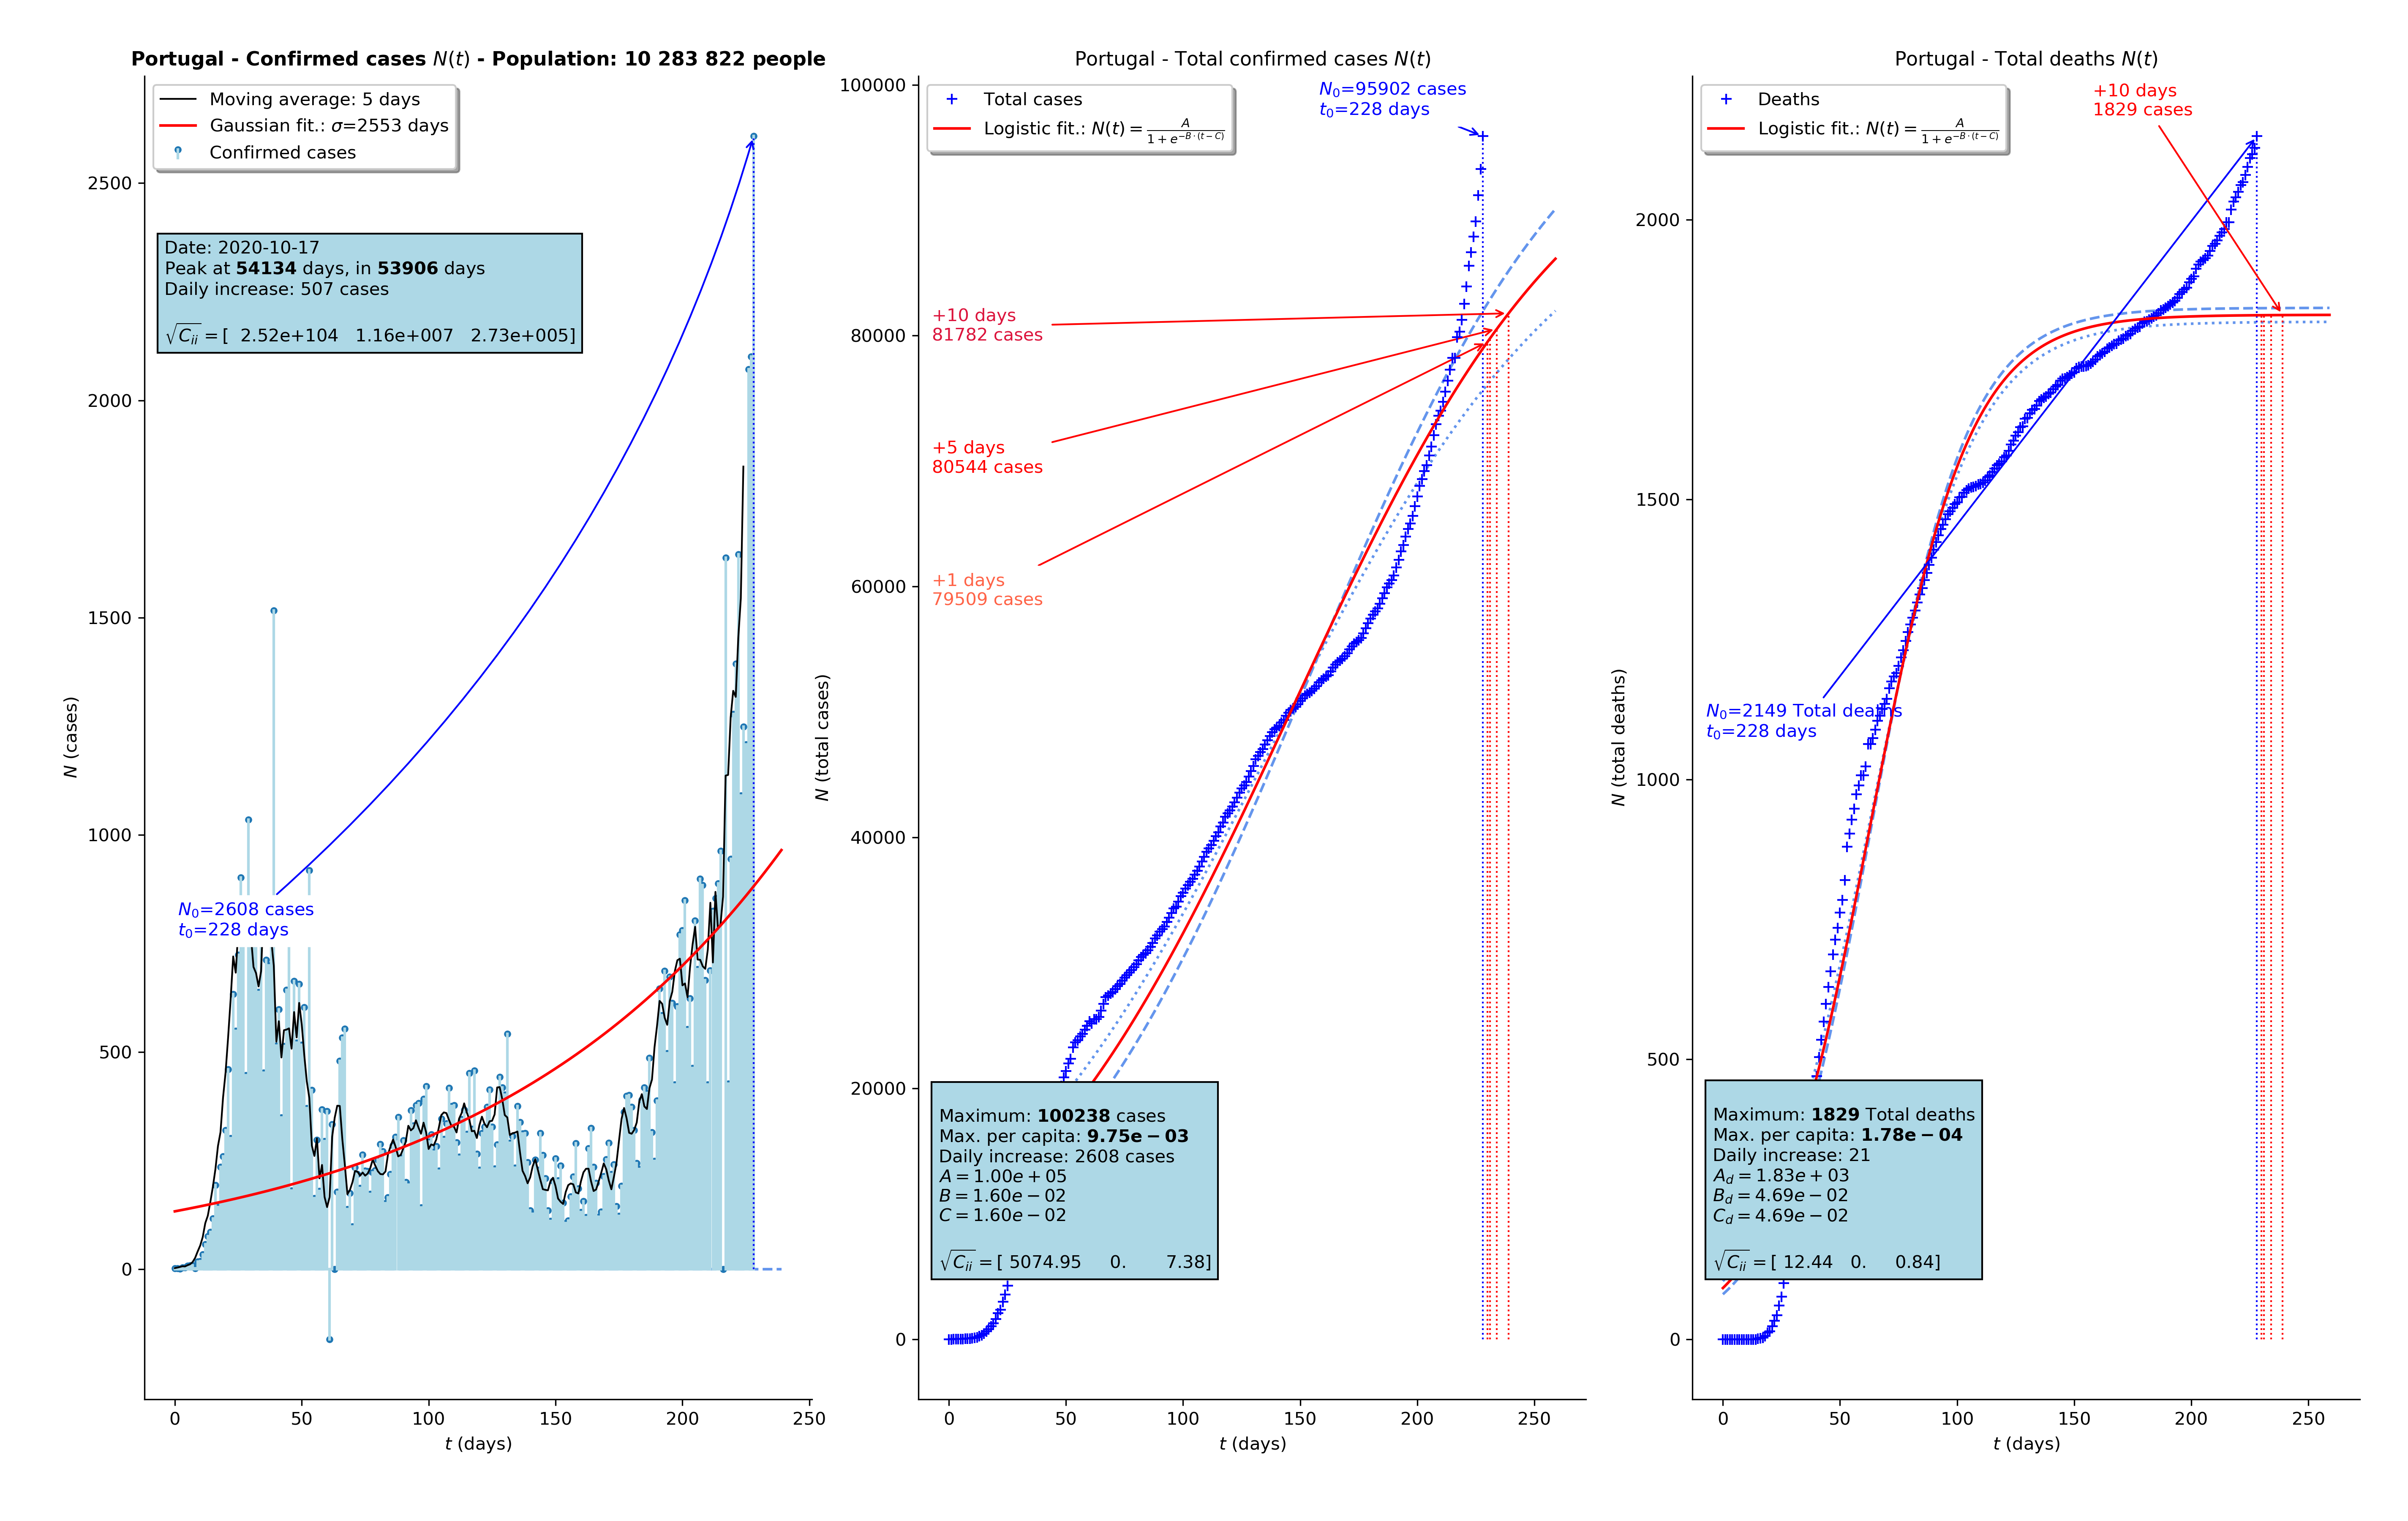 Portugal - Confirmed cases N(t) - Population: 10 283 822 people
Moving average: 5 days
Gaussian fit.: σ=2553 days
Confirmed cases
Date: 2020-10-17
Peak at 54134 days, in 53906 days
Daily increase: 507 cases
√Cᵢᵢ = [ 2.52e+104 1.16e+007 2.73e+005]
N₀=2608 cases
t₀=228 days
2500
2000
1500
1000
500
0
N (cases)
0 50 100 150 200 250
t (days)
Portugal - Total confirmed cases N(t)
Total cases
Logistic fit.: N(t) = A / (1 + e^(−B·(t−C)))
N₀=95902 cases
t₀=228 days
+10 days
81782 cases
+5 days
80544 cases
+1 days
79509 cases
Maximum: 100238 cases
Max. per capita: 9.75e − 03
Daily increase: 2608 cases
A = 1.00e + 05
B = 1.60e − 02
C = 1.60e − 02
√Cᵢᵢ = [ 5074.95 0. 7.38]
100000
80000
60000
40000
20000
0
N (total cases)
0 50 100 150 200 250
t (days)
Portugal - Total deaths N(t)
Deaths
Logistic fit.: N(t) = A / (1 + e^(−B·(t−C)))
+10 days
1829 cases
N₀=2149 Total deaths
t₀=228 days
Maximum: 1829 Total deaths
Max. per capita: 1.78e − 04
Daily increase: 21
A_d = 1.83e + 03
B_d = 4.69e − 02
C_d = 4.69e − 02
√Cᵢᵢ = [ 12.44 0. 0.84]
2000
1500
1000
500
0
N (total deaths)
0 50 100 150 200 250
t (days)